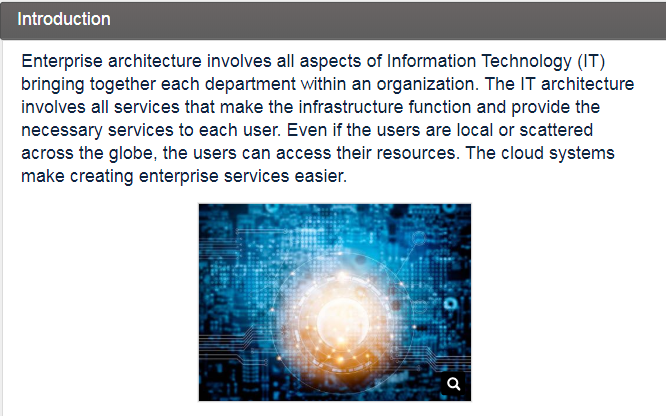 Introduction
Enterprise architecture involves all aspects of Information Technology (IT)
bringing together each department within an organization. The IT architecture
involves all services that make the infrastructure function and provide the
necessary services to each user. Even if the users are local or scattered
across the globe, the users can access their resources. The cloud systems
make creating enterprise services easier.